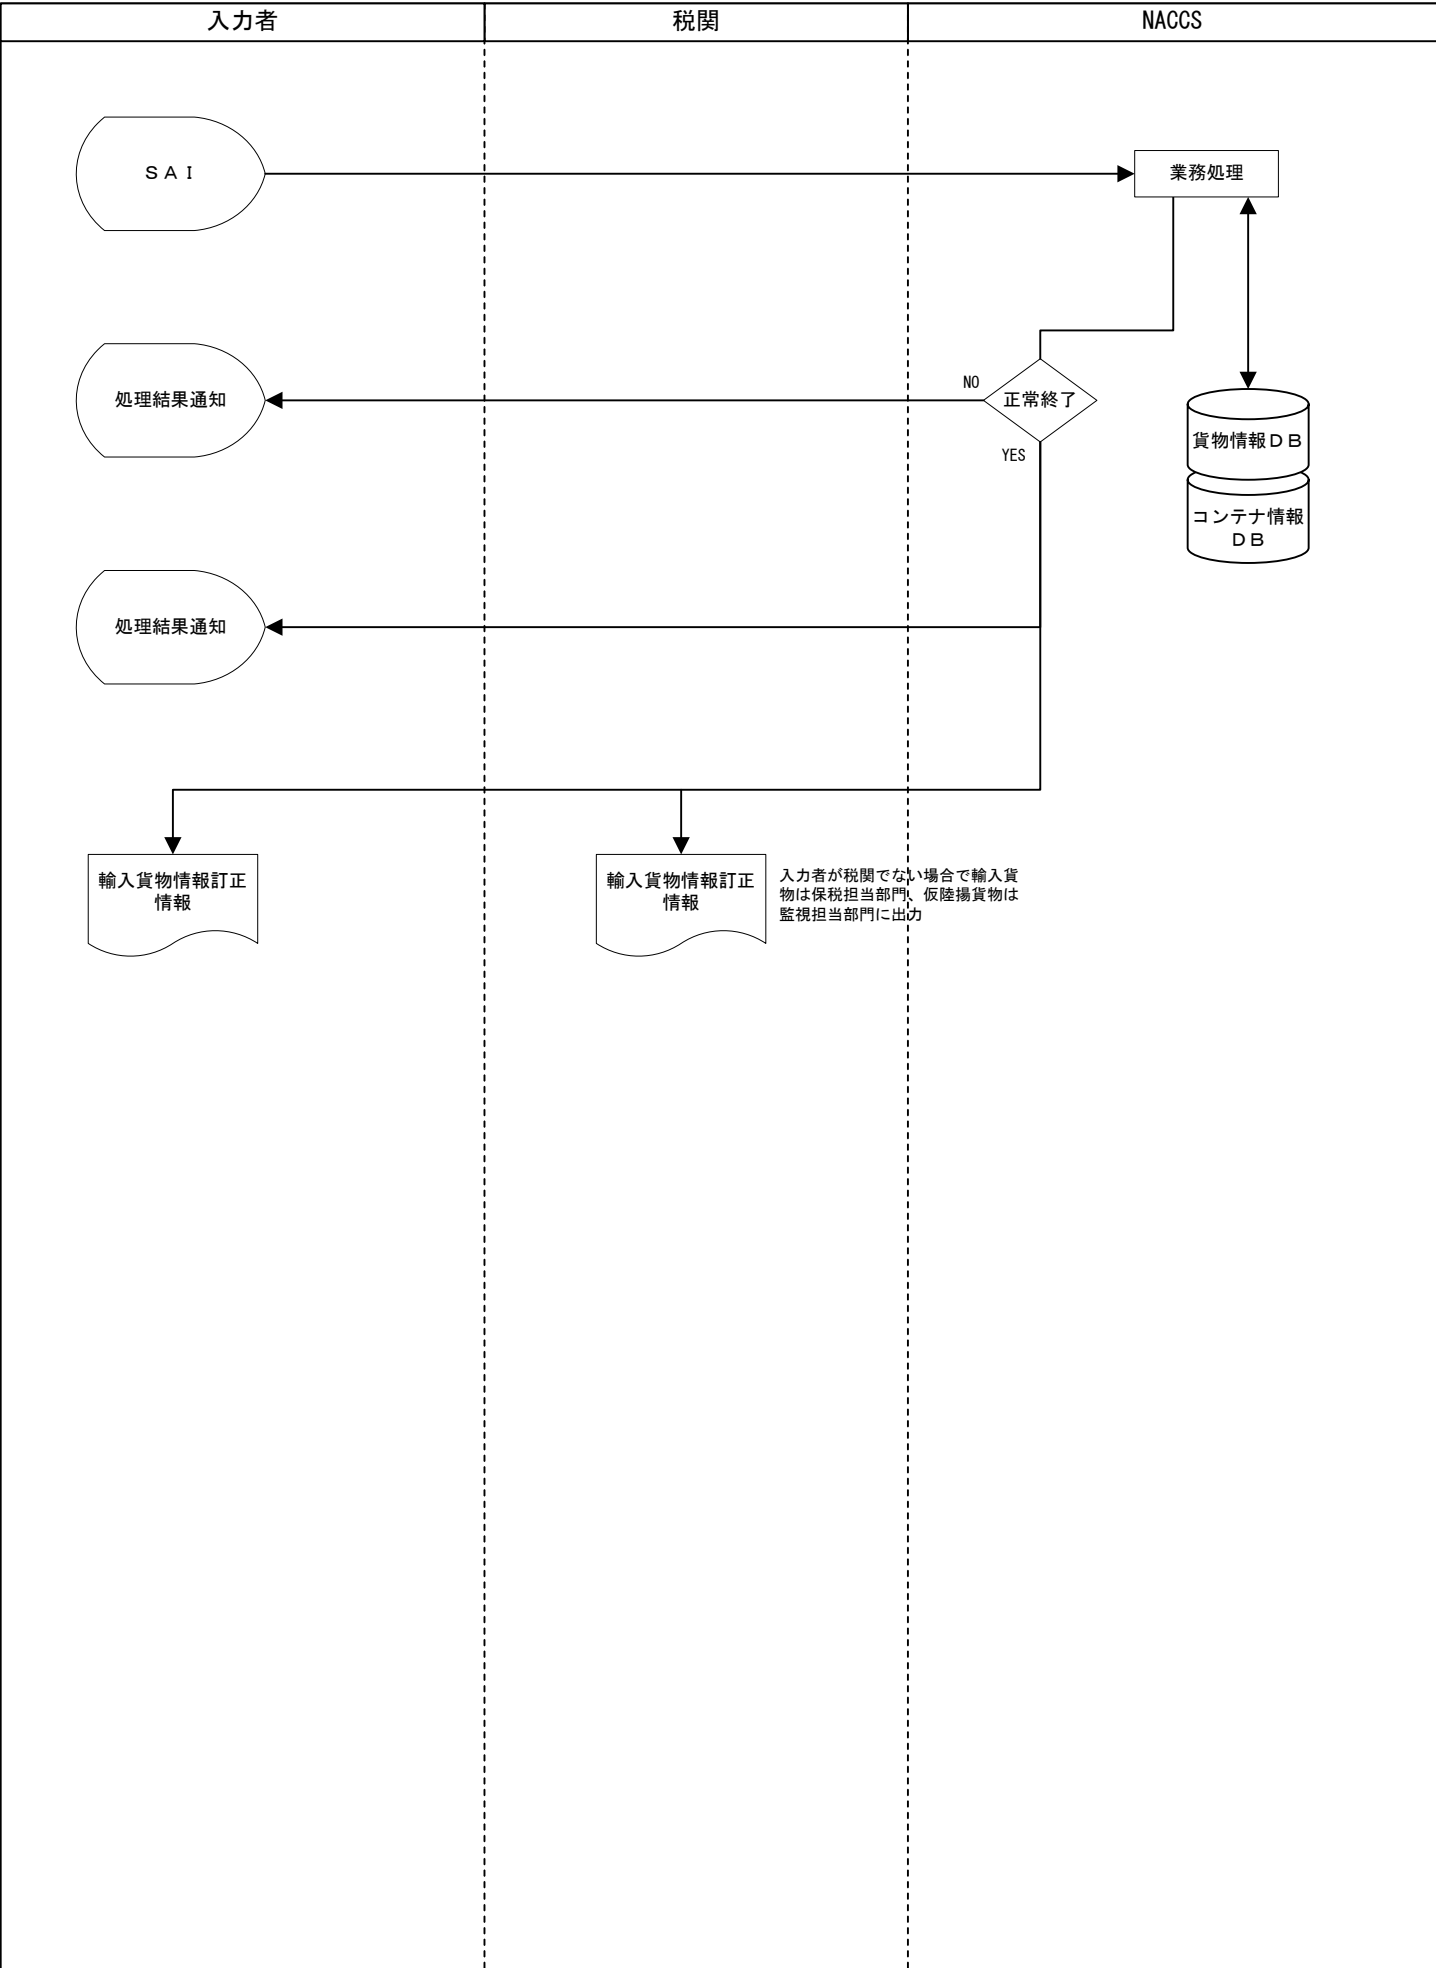 入力者
税関
NACCS
ＳＡＩ
業務処理
処理結果通知
NO
正常終了
YES
貨物情報ＤＢ
コンテナ情報
ＤＢ
処理結果通知
輸入貨物情報訂正
情報
輸入貨物情報訂正
情報
入力者が税関でない場合で輸入貨
物は保税担当部門、仮陸揚貨物は
監視担当部門に出力